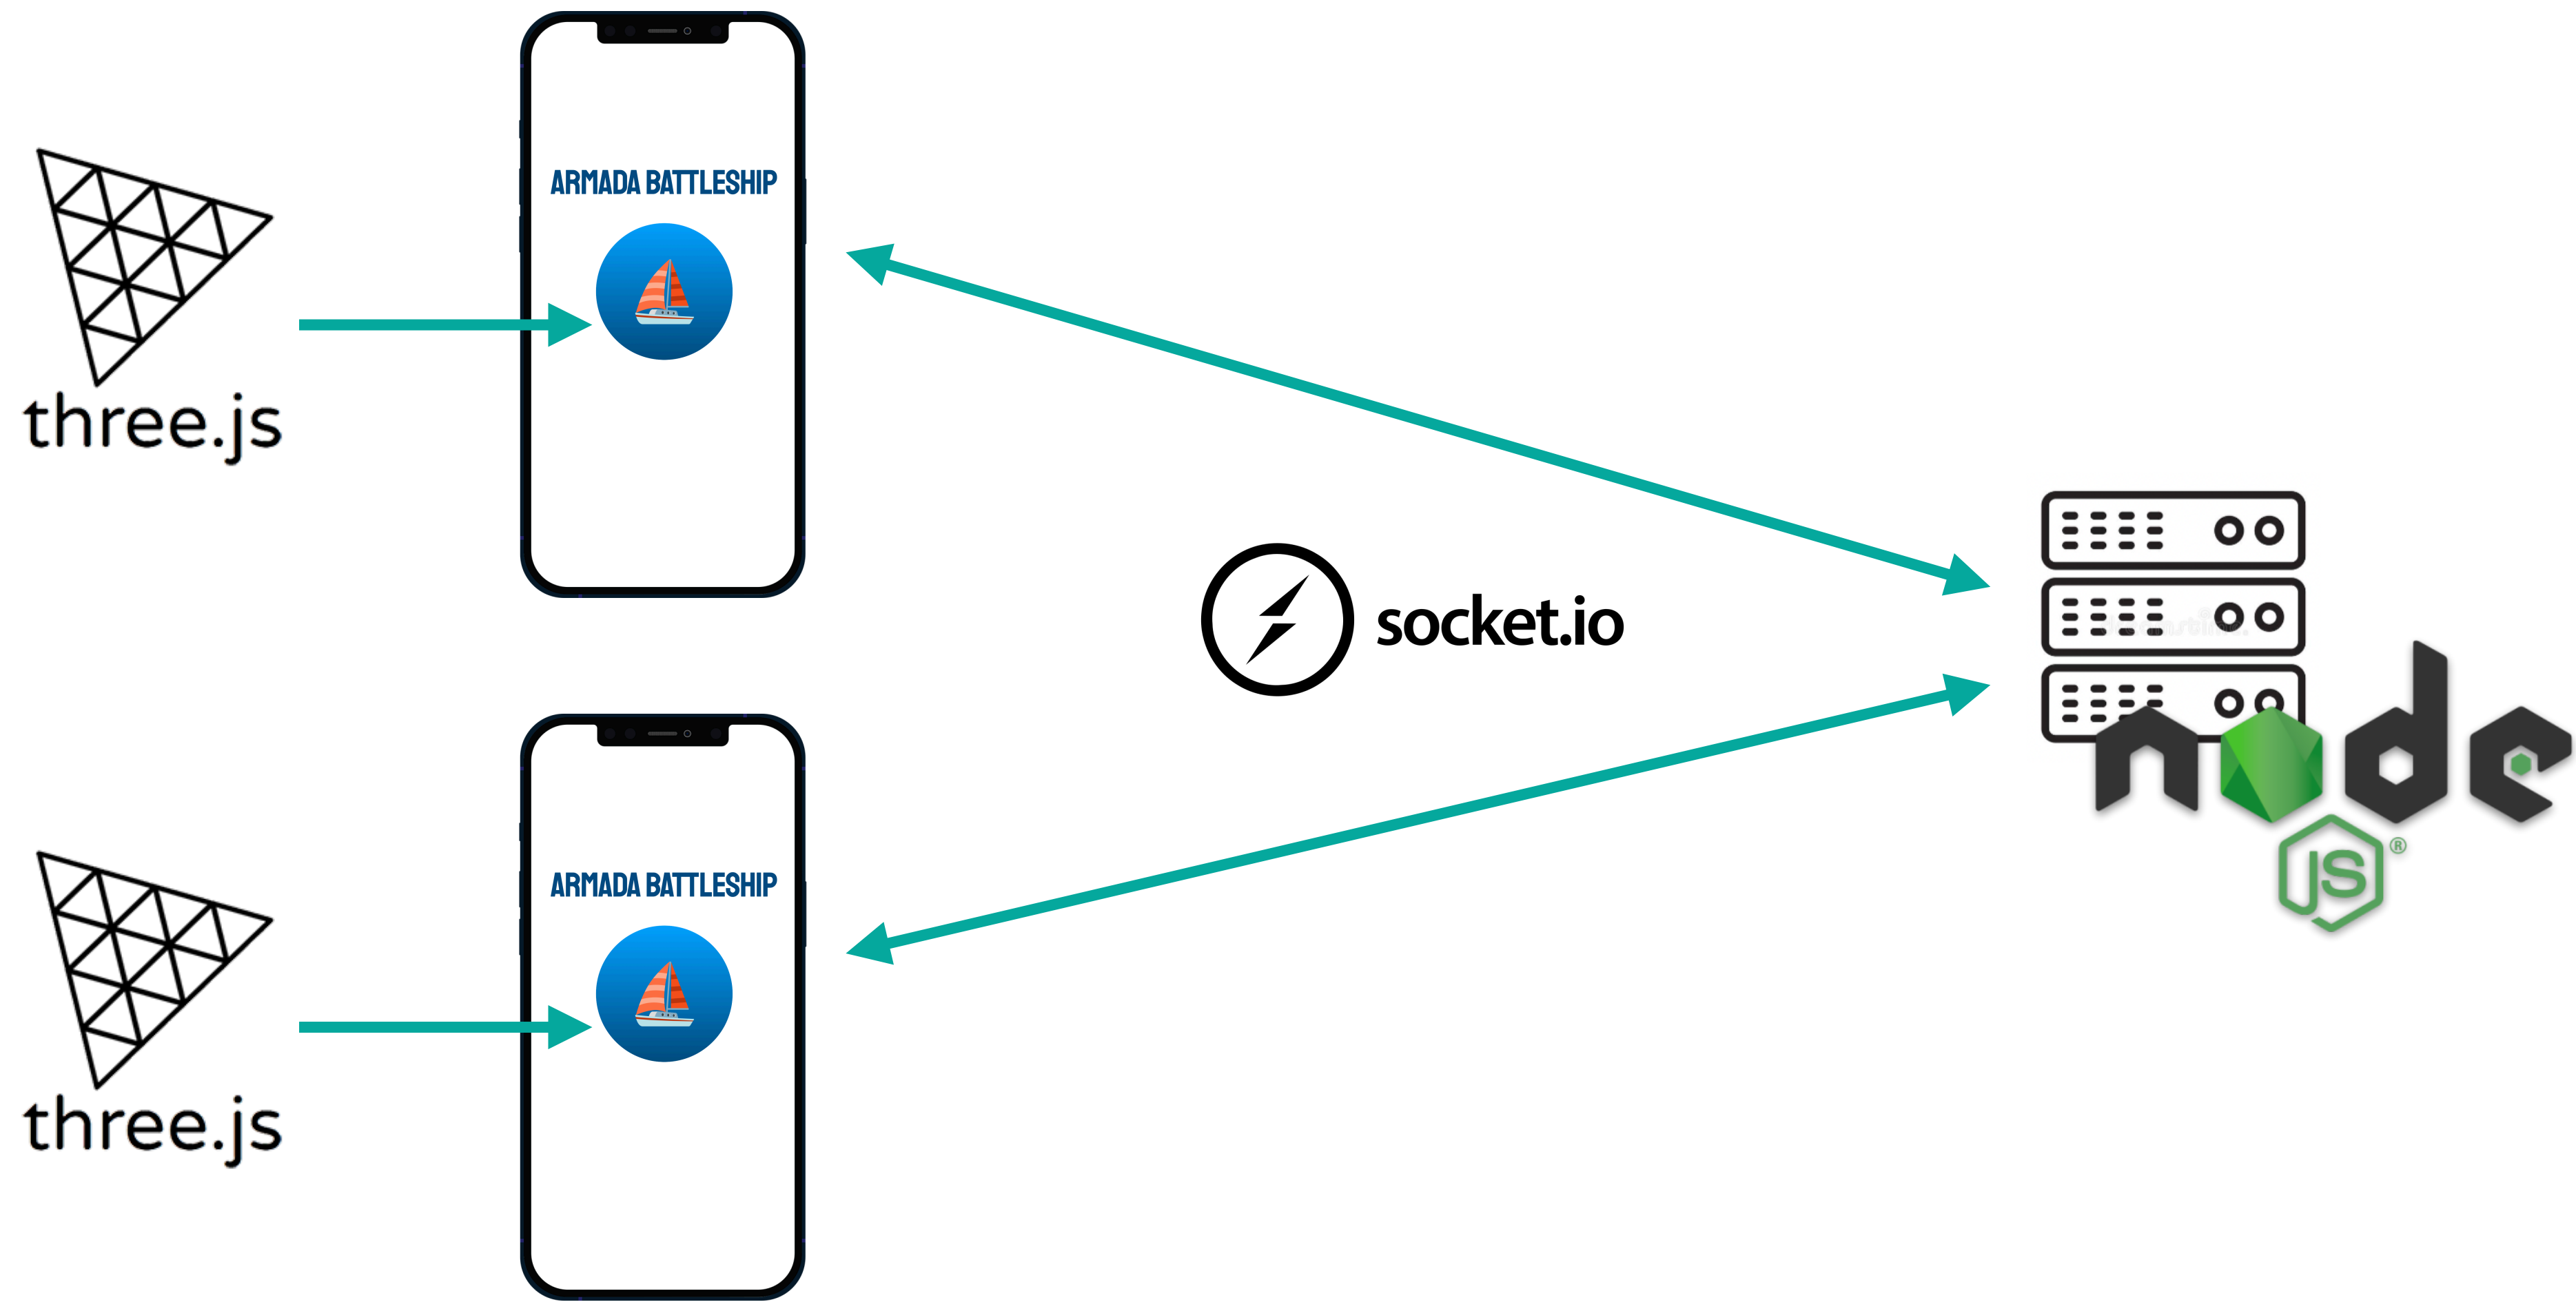 three.js
ARMADA BATTLESHIP
socket.io
node
JS ®
three.js
ARMADA BATTLESHIP